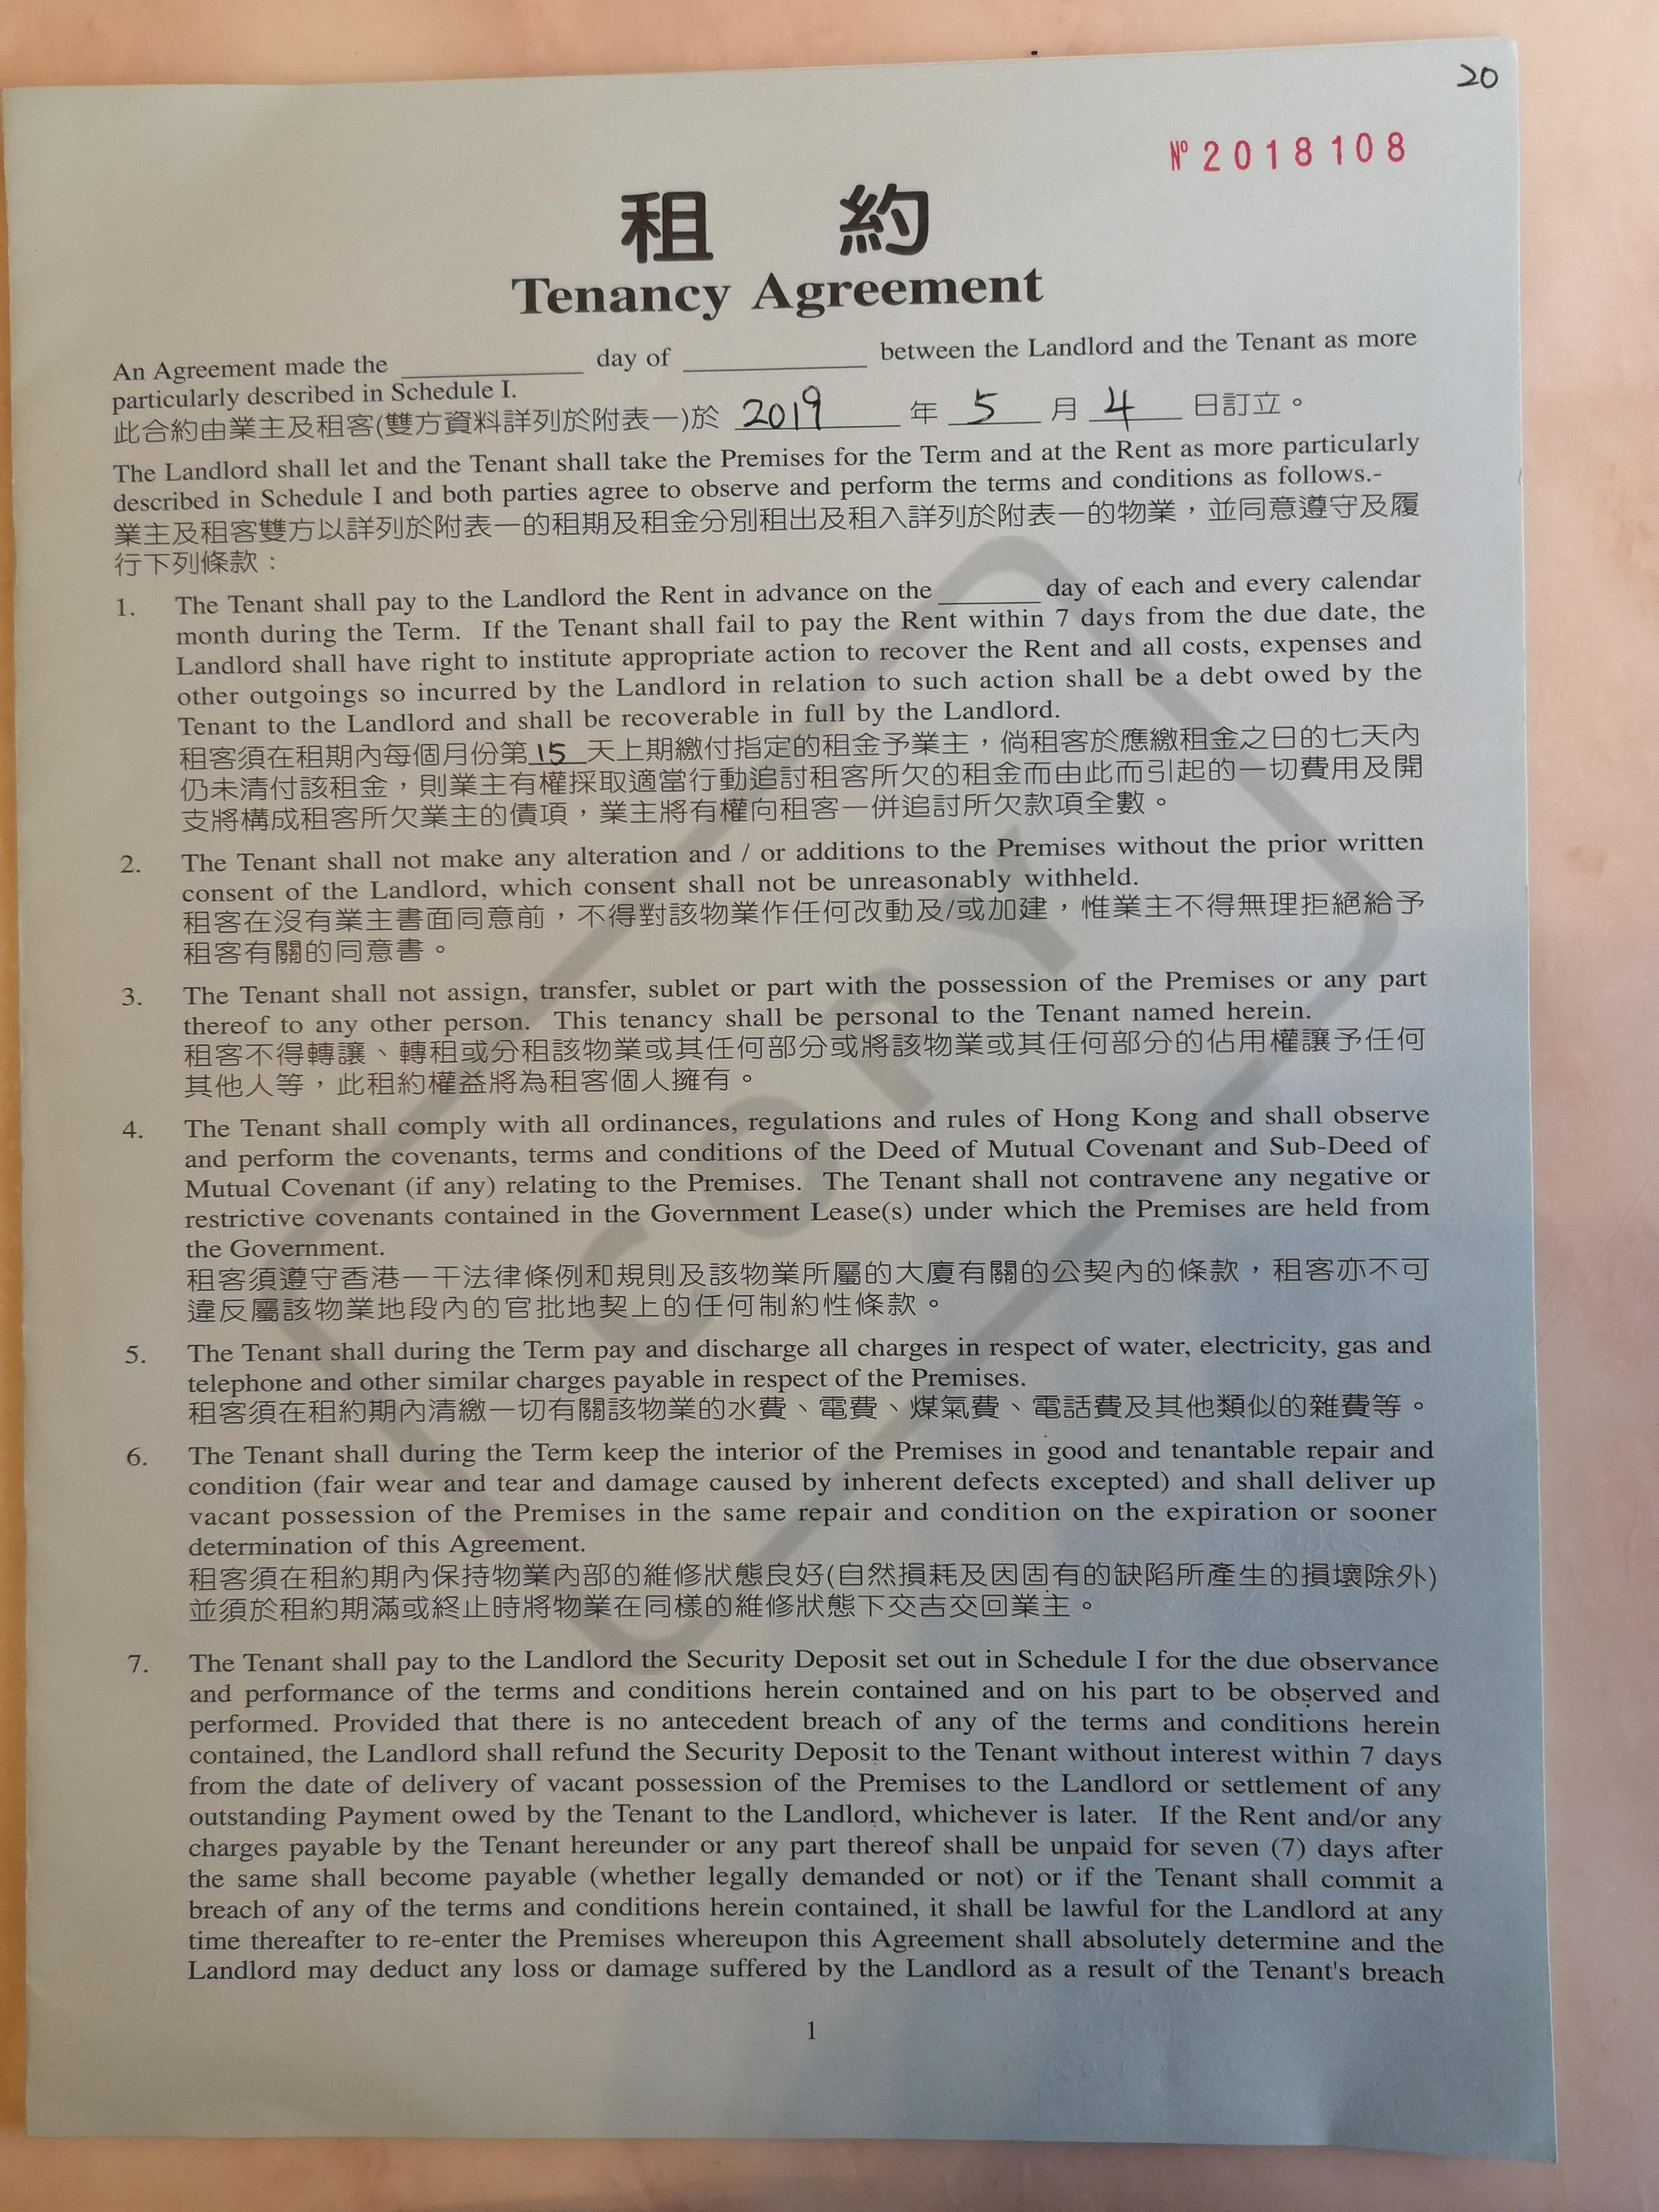 20
Nº 2018108
租 約
Tenancy Agreement
An Agreement made the ____________ day of ____________ between the Landlord and the Tenant as more
particularly described in Schedule I.
此合約由業主及租客(雙方資料詳列於附表一)於 2019 年 5 月 4 日訂立。
The Landlord shall let and the Tenant shall take the Premises for the Term and at the Rent as more particularly
described in Schedule I and both parties agree to observe and perform the terms and conditions as follows.-
業主及租客雙方以詳列於附表一的租期及租金分別租出及租入詳列於附表一的物業，並同意遵守及履
行下列條款：
1. The Tenant shall pay to the Landlord the Rent in advance on the _______ day of each and every calendar
month during the Term. If the Tenant shall fail to pay the Rent within 7 days from the due date, the
Landlord shall have right to institute appropriate action to recover the Rent and all costs, expenses and
other outgoings so incurred by the Landlord in relation to such action shall be a debt owed by the
Tenant to the Landlord and shall be recoverable in full by the Landlord.
租客須在租期內每個月份第 15 天上期繳付指定的租金予業主，倘租客於應繳租金之日的七天內
仍未清付該租金，則業主有權採取適當行動追討租客所欠的租金而由此而引起的一切費用及開
支將構成租客所欠業主的債項，業主將有權向租客一併追討所欠款項全數。
2. The Tenant shall not make any alteration and / or additions to the Premises without the prior written
consent of the Landlord, which consent shall not be unreasonably withheld.
租客在沒有業主書面同意前，不得對該物業作任何改動及/或加建，惟業主不得無理拒絕給予
租客有關的同意書。
3. The Tenant shall not assign, transfer, sublet or part with the possession of the Premises or any part
thereof to any other person. This tenancy shall be personal to the Tenant named herein.
租客不得轉讓、轉租或分租該物業或其任何部分或將該物業或其任何部分的佔用權讓予任何
其他人等，此租約權益將為租客個人擁有。
4. The Tenant shall comply with all ordinances, regulations and rules of Hong Kong and shall observe
and perform the covenants, terms and conditions of the Deed of Mutual Covenant and Sub-Deed of
Mutual Covenant (if any) relating to the Premises. The Tenant shall not contravene any negative or
restrictive covenants contained in the Government Lease(s) under which the Premises are held from
the Government.
租客須遵守香港一干法律條例和規則及該物業所屬的大廈有關的公契內的條款，租客亦不可
違反屬該物業地段內的官批地契上的任何制約性條款。
5. The Tenant shall during the Term pay and discharge all charges in respect of water, electricity, gas and
telephone and other similar charges payable in respect of the Premises.
租客須在租約期內清繳一切有關該物業的水費、電費、煤氣費、電話費及其他類似的雜費等。
6. The Tenant shall during the Term keep the interior of the Premises in good and tenantable repair and
condition (fair wear and tear and damage caused by inherent defects excepted) and shall deliver up
vacant possession of the Premises in the same repair and condition on the expiration or sooner
determination of this Agreement.
租客須在租約期內保持物業內部的維修狀態良好(自然損耗及因固有的缺陷所產生的損壞除外)
並須於租約期滿或終止時將物業在同樣的維修狀態下交吉交回業主。
7. The Tenant shall pay to the Landlord the Security Deposit set out in Schedule I for the due observance
and performance of the terms and conditions herein contained and on his part to be observed and
performed. Provided that there is no antecedent breach of any of the terms and conditions herein
contained, the Landlord shall refund the Security Deposit to the Tenant without interest within 7 days
from the date of delivery of vacant possession of the Premises to the Landlord or settlement of any
outstanding Payment owed by the Tenant to the Landlord, whichever is later. If the Rent and/or any
charges payable by the Tenant hereunder or any part thereof shall be unpaid for seven (7) days after
the same shall become payable (whether legally demanded or not) or if the Tenant shall commit a
breach of any of the terms and conditions herein contained, it shall be lawful for the Landlord at any
time thereafter to re-enter the Premises whereupon this Agreement shall absolutely determine and the
Landlord may deduct any loss or damage suffered by the Landlord as a result of the Tenant's breach
1
COPY